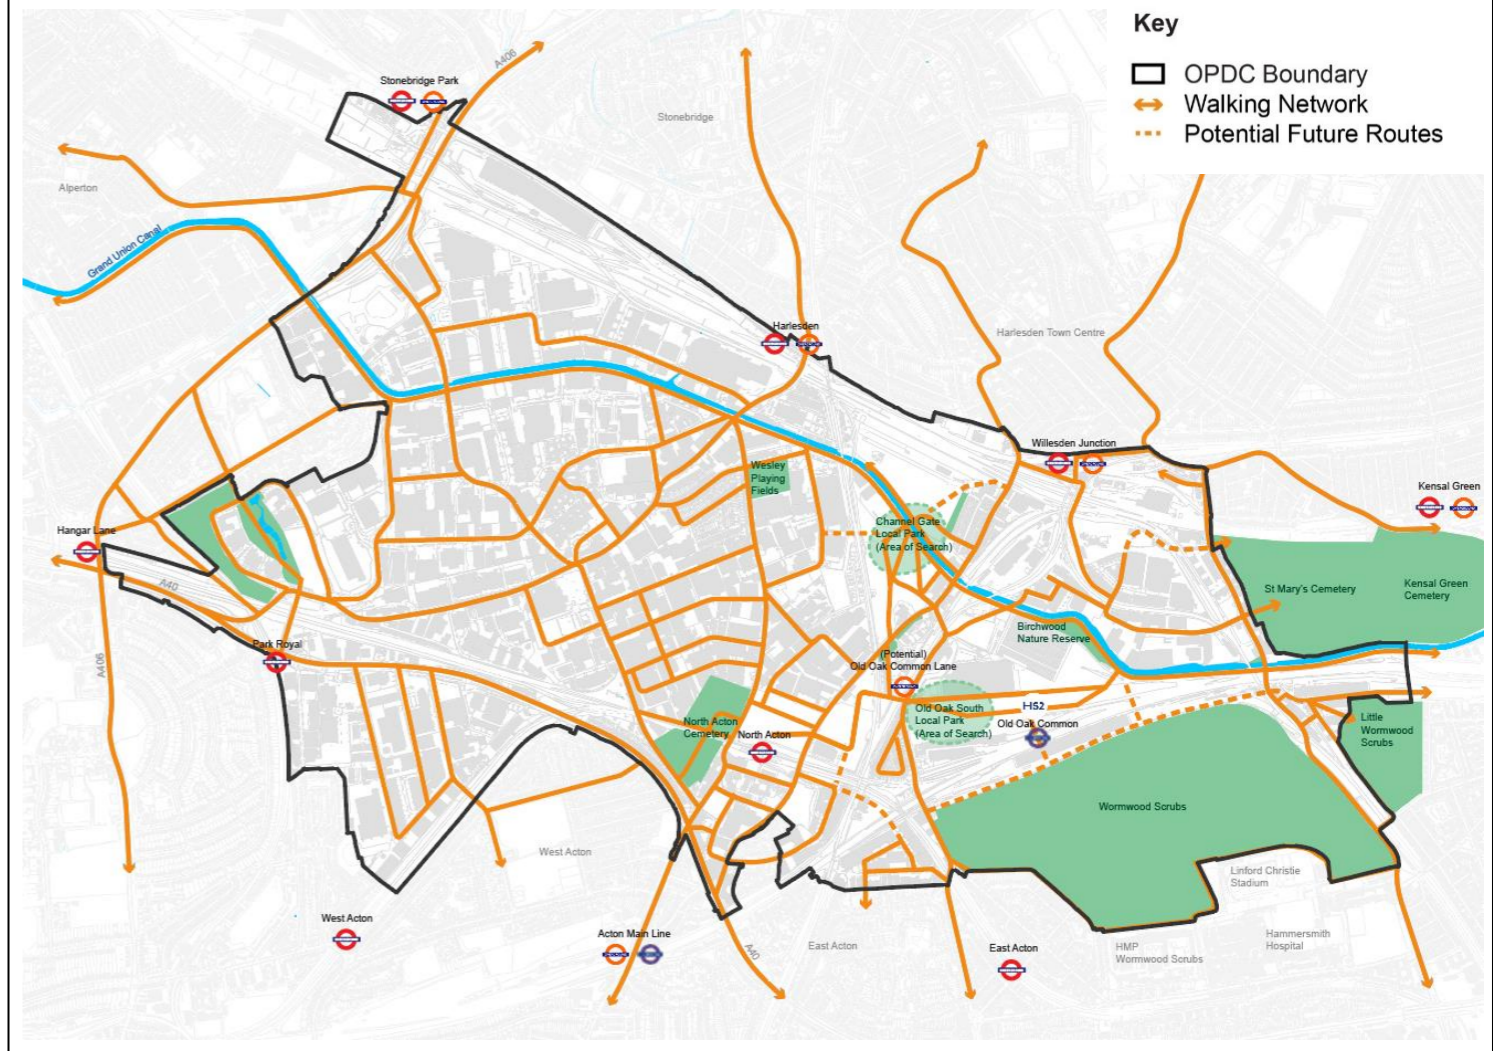 Key
OPDC Boundary
Walking Network
Potential Future Routes
A406
Stonebridge Park
Stonebridge
Alperton
Grand Union Canal
Harlesden
Harlesden Town Centre
Willesden Junction
Kensal Green
Wesley
Playing
Fields
Channel Gate
Local Park
(Area of Search)
Hangar Lane
A40
St Mary's Cemetery
Kensal Green
Cemetery
Birchwood
Nature Reserve
Park Royal
A406
(Potential)
Old Oak Common Lane
Old Oak South
Local Park
(Area of Search)
HS2
Old Oak Common
North Acton
Cemetery
North Acton
Little
Wormwood
Scrubs
Wormwood Scrubs
West Acton
Linford Christie
Stadium
West Acton
Acton Main Line
A40
East Acton
East Acton
HMP
Wormwood Scrubs
Hammersmith
Hospital